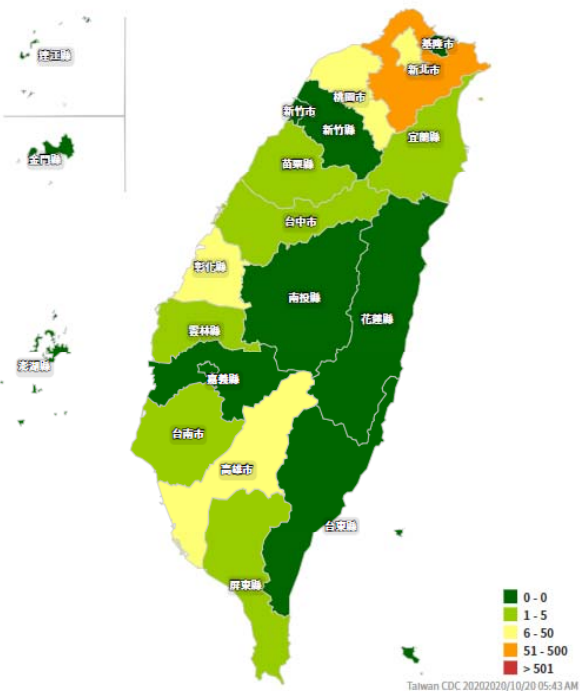 連江縣
基隆市
新北市
桃園市
新竹市
新竹縣
宜蘭縣
金門縣
苗栗縣
台中市
彰化縣
南投縣
花蓮縣
雲林縣
澎湖縣
嘉義縣
台南市
高雄市
台東縣
屏東縣
0 - 0
1 - 5
6 - 50
51 - 500
> 501
Taiwan CDC 20202020/10/20 05:43 AM